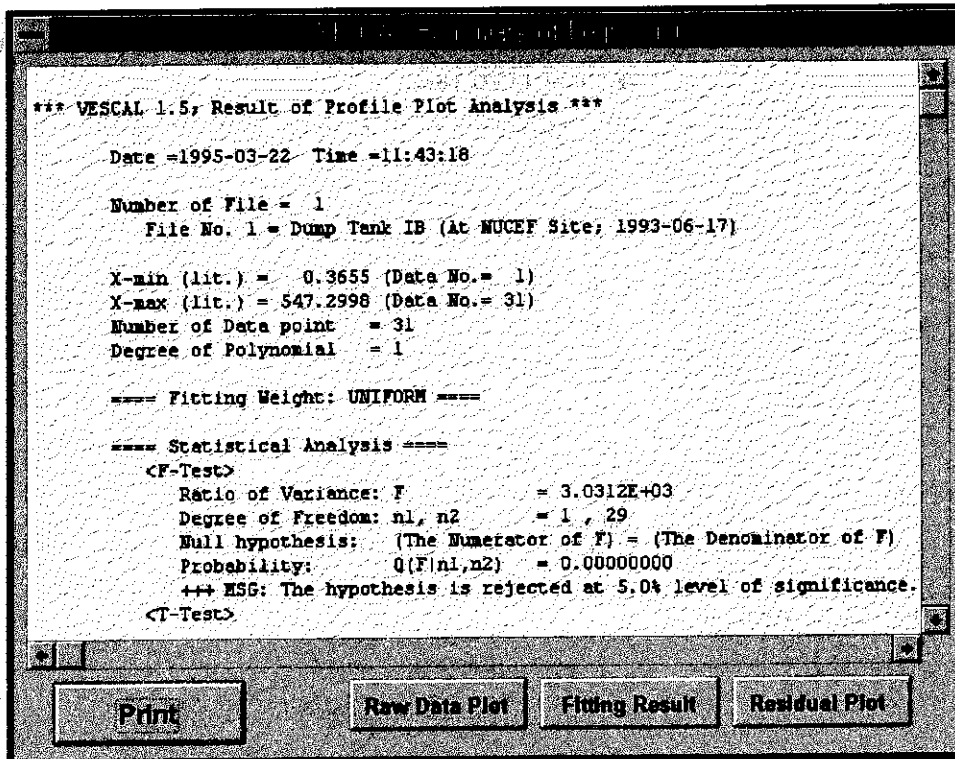 *** VESCAL 1.5; Result of Profile Plot Analysis ***
Date =1995-03-22 Time =11:43:18
Number of File = 1
File No. 1 = Dump Tank IB (At NUCEF Site; 1993-06-17)
X-min (lit.) = 0.3655 (Data No.= 1)
X-max (lit.) = 547.2998 (Data No.= 31)
Number of Data point = 31
Degree of Polynomial = 1
==== Fitting Weight: UNIFORM ====
==== Statistical Analysis ====
<F-Test>
Ratio of Variance: F = 3.0312E+03
Degree of Freedom: n1, n2 = 1 , 29
Null hypothesis: (The Numerator of F) = (The Denominator of F)
Probability: Q(F|n1,n2) = 0.00000000
+++ MSG: The hypothesis is rejected at 5.0% level of significance.
<T-Test>
Print
Raw Data Plot
Fitting Result
Residual Plot